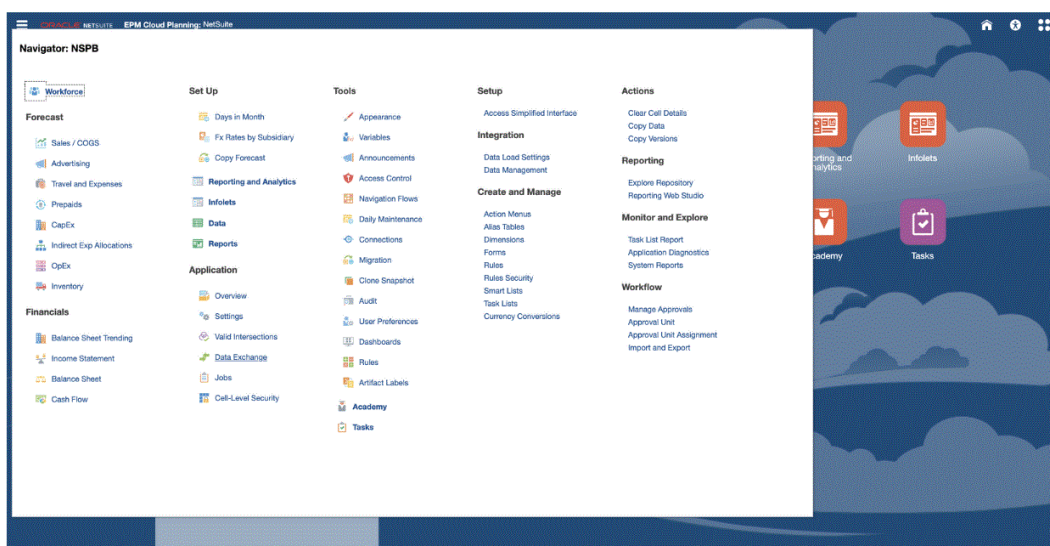 ORACLE NETSUITE EPM Cloud Planning: NetSuite
Navigator: NSPB
Workforce
Forecast
Sales / COGS
Advertising
Travel and Expenses
Prepaids
CapEx
Indirect Exp Allocations
OpEx
Inventory
Financials
Balance Sheet Trending
Income Statement
Balance Sheet
Cash Flow
Set Up
Days in Month
Fx Rates by Subsidiary
Copy Forecast
Reporting and Analytics
Infolets
Data
Reports
Application
Overview
Settings
Valid Intersections
Data Exchange
Jobs
Cell-Level Security
Tools
Appearance
Variables
Announcements
Access Control
Navigation Flows
Daily Maintenance
Connections
Migration
Clone Snapshot
Audit
User Preferences
Dashboards
Rules
Artifact Labels
Academy
Tasks
Setup
Access Simplified Interface
Integration
Data Load Settings
Data Management
Create and Manage
Action Menus
Alias Tables
Dimensions
Forms
Rules
Rules Security
Smart Lists
Task Lists
Currency Conversions
Actions
Clear Cell Details
Copy Data
Copy Versions
Reporting
Explore Repository
Reporting Web Studio
Monitor and Explore
Task List Report
Application Diagnostics
System Reports
Workflow
Manage Approvals
Approval Unit
Approval Unit Assignment
Import and Export
orting and
nalytics
Infolets
cademy
Tasks